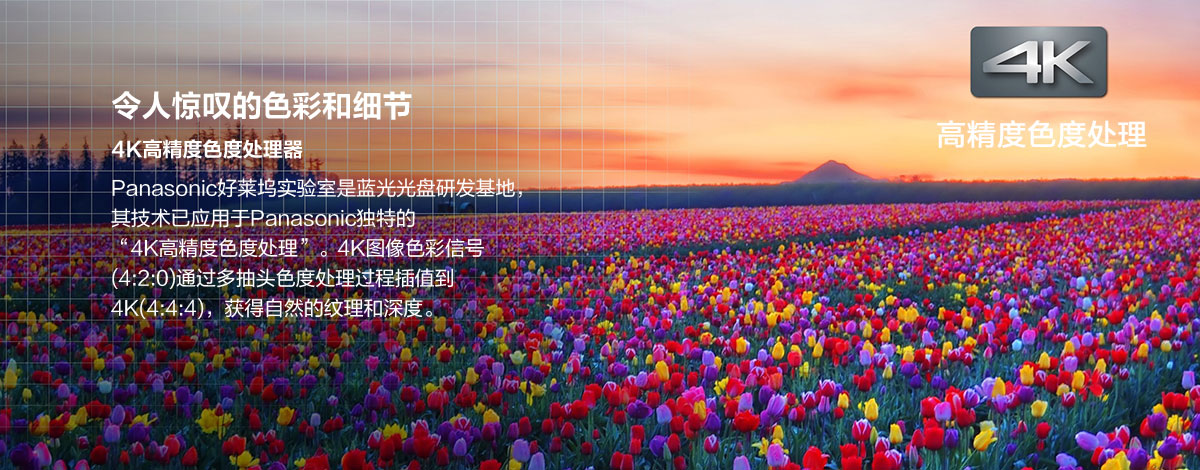 令人惊叹的色彩和细节
4K高精度色度处理器
Panasonic好莱坞实验室是蓝光光盘研发基地，
其技术已应用于Panasonic独特的
“4K高精度色度处理”。4K图像色彩信号
(4:2:0)通过多抽头色度处理过程插值到
4K(4:4:4)，获得自然的纹理和深度。
4K
高精度色度处理